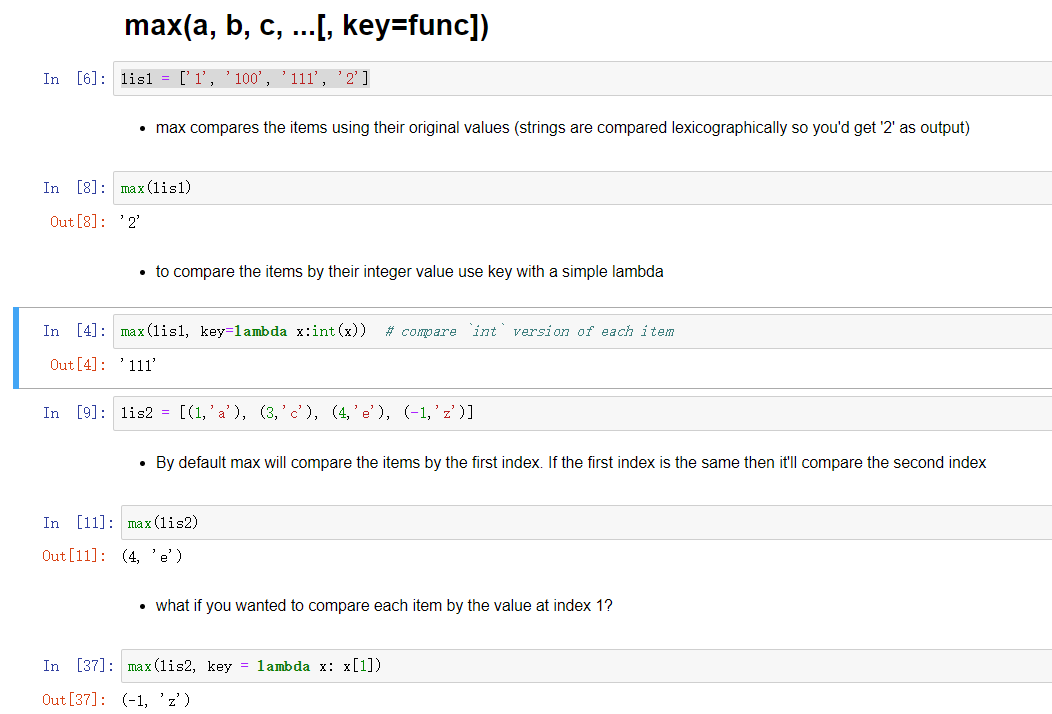 max(a, b, c, ...[, key=func])
In [6]: lis1 = ['1', '100', '111', '2']
• max compares the items using their original values (strings are compared lexicographically so you'd get '2' as output)
In [8]: max(lis1)
Out[8]: '2'
• to compare the items by their integer value use key with a simple lambda
In [4]: max(lis1, key=lambda x:int(x))  # compare `int` version of each item
Out[4]: '111'
In [9]: lis2 = [(1,'a'), (3,'c'), (4,'e'), (-1,'z')]
• By default max will compare the items by the first index. If the first index is the same then it'll compare the second index
In [11]: max(lis2)
Out[11]: (4, 'e')
• what if you wanted to compare each item by the value at index 1?
In [37]: max(lis2, key = lambda x: x[1])
Out[37]: (-1, 'z')